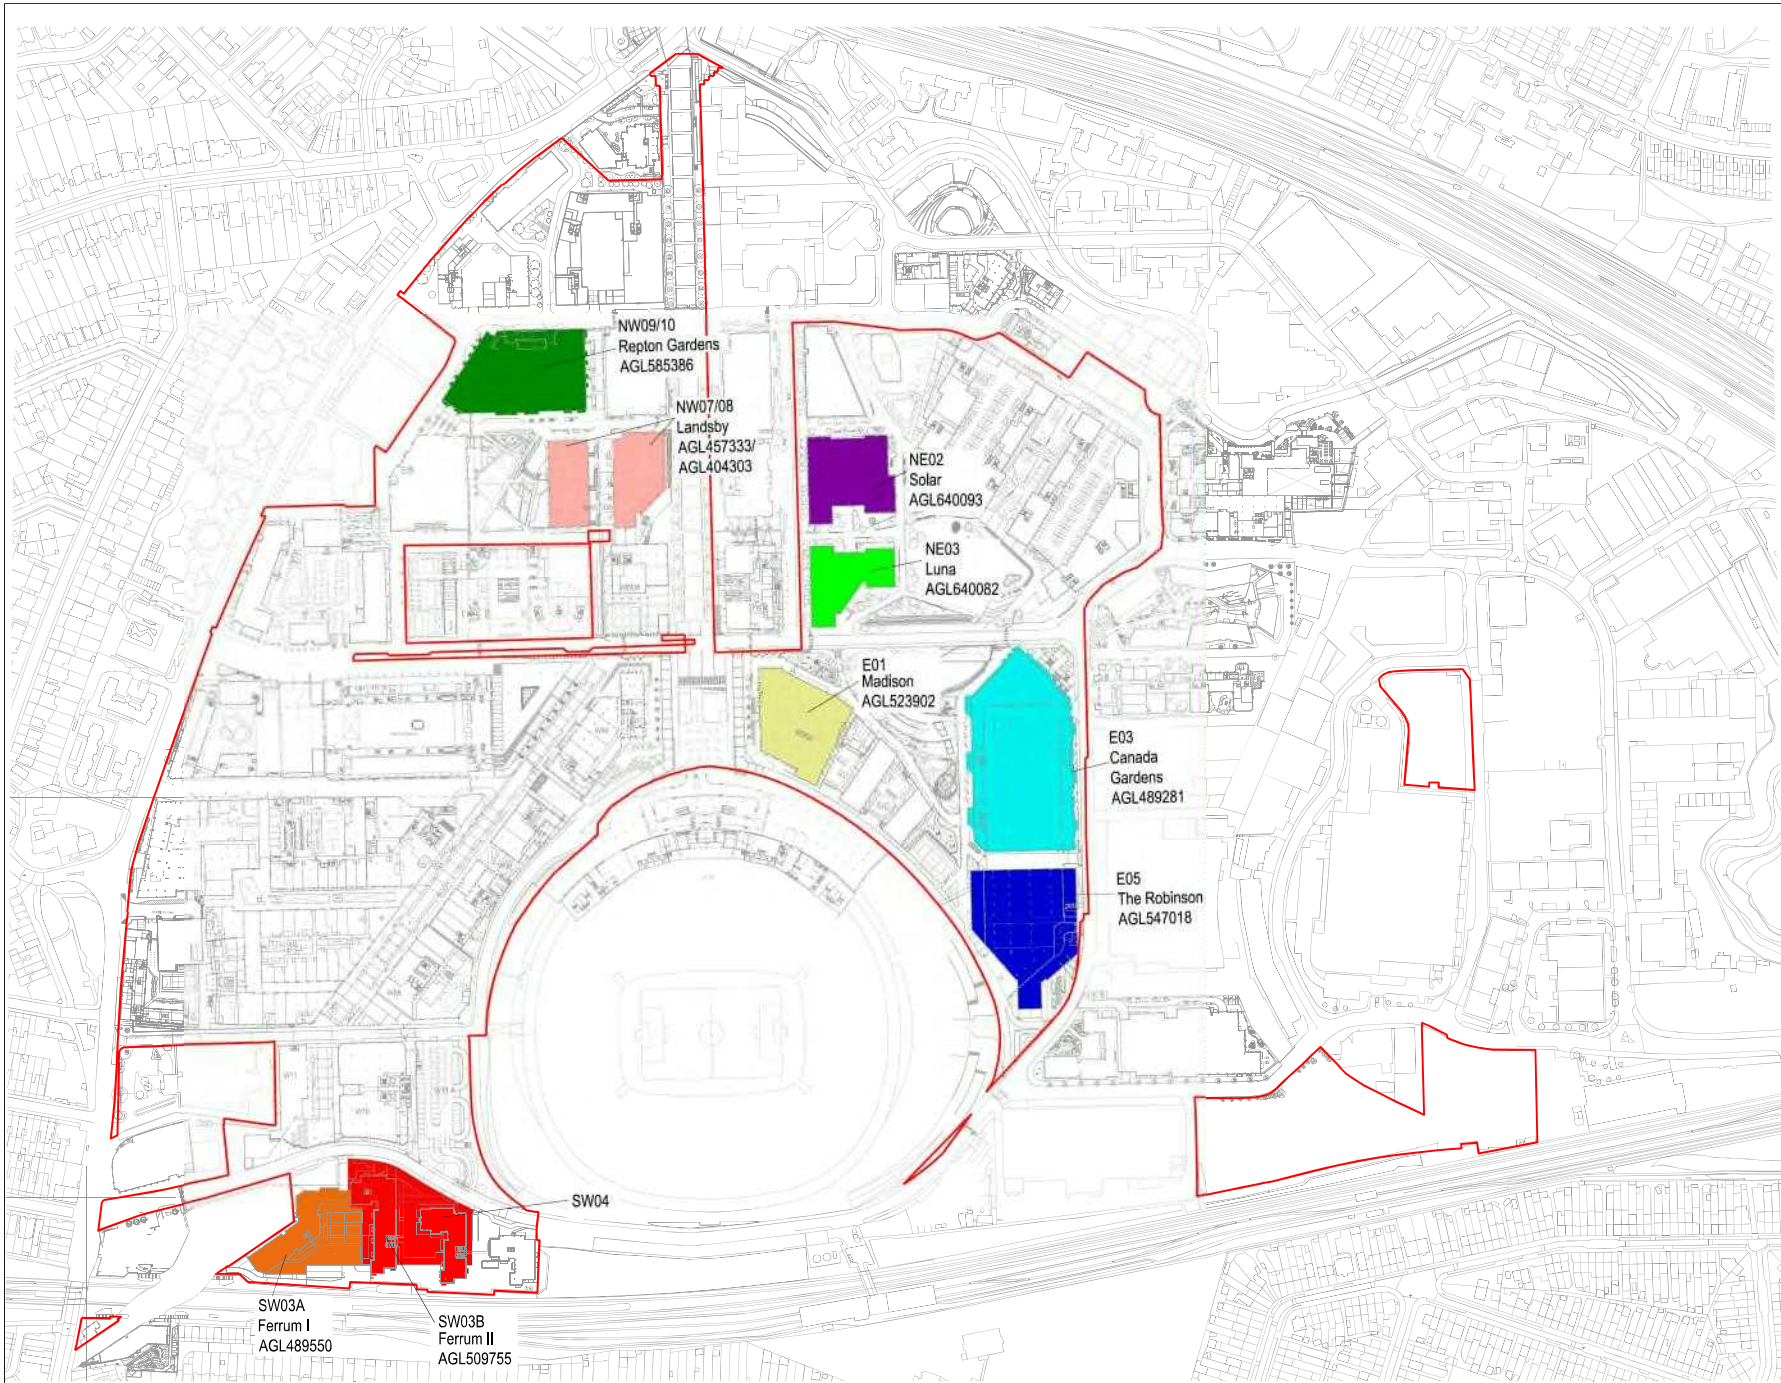 NW09/10
Repton Gardens
AGL585386
NW07/08
Landsby
AGL457333/
AGL404303
NE02
Solar
AGL640093
NE03
Luna
AGL640082
E01
Madison
AGL523902
E03
Canada
Gardens
AGL489281
E05
The Robinson
AGL547018
SW04
SW03A
Ferrum I
AGL489550
SW03B
Ferrum II
AGL509755